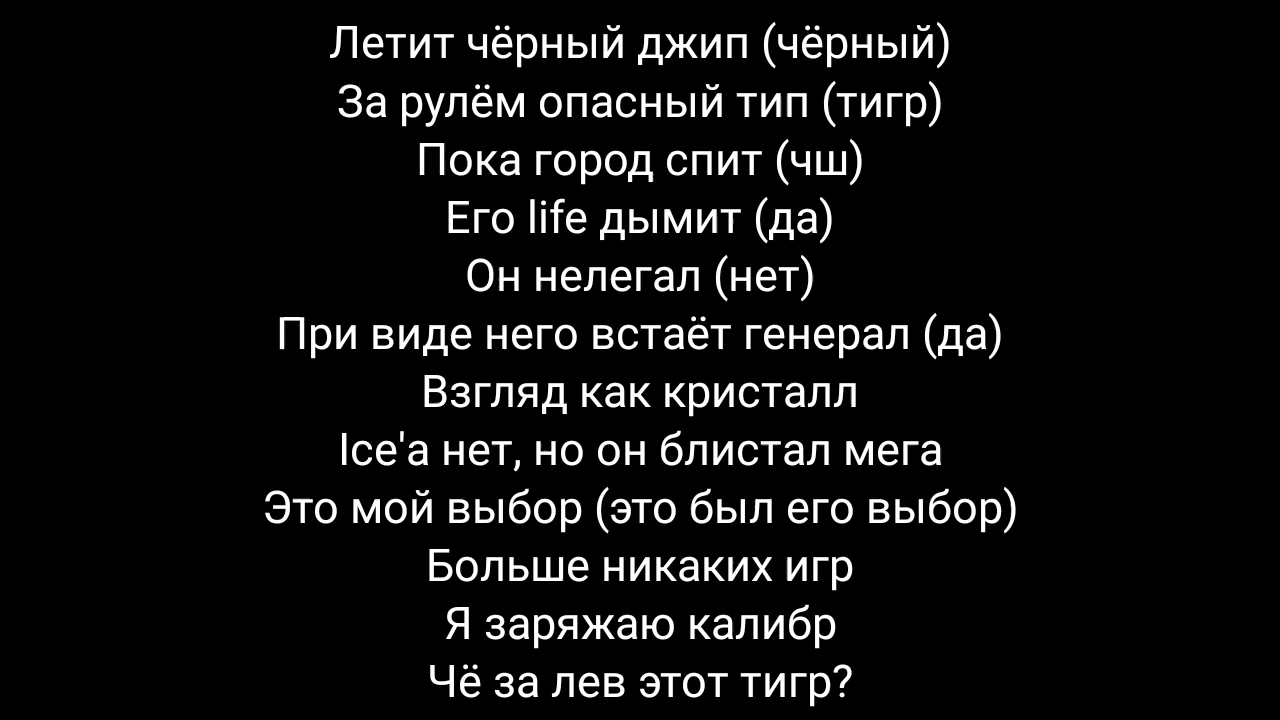 Летит чёрный джип (чёрный)
За рулём опасный тип (тигр)
Пока город спит (чш)
Его life дымит (да)
Он нелегал (нет)
При виде него встаёт генерал (да)
Взгляд как кристалл
Ice'а нет, но он блистал мега
Это мой выбор (это был его выбор)
Больше никаких игр
Я заряжаю калибр
Чё за лев этот тигр?